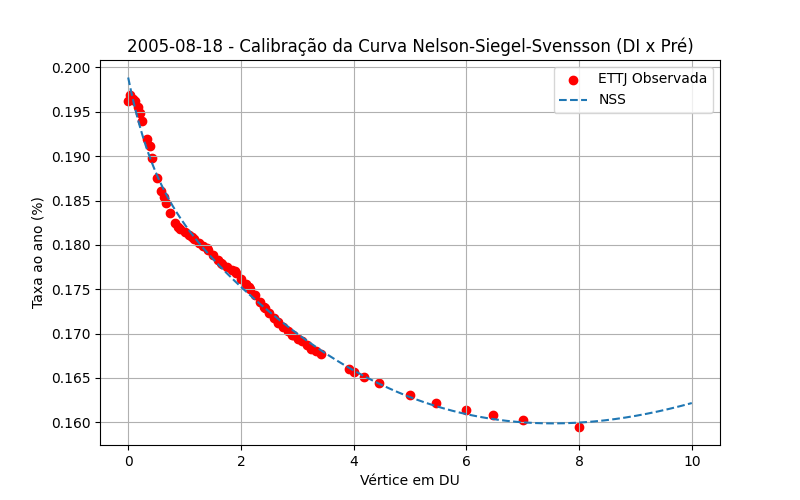 2005-08-18 - Calibração da Curva Nelson-Siegel-Svensson (DI x Pré)
ETTJ Observada
NSS
Taxa ao ano (%)
0.200
0.195
0.190
0.185
0.180
0.175
0.170
0.165
0.160
0 2 4 6 8 10
Vértice em DU